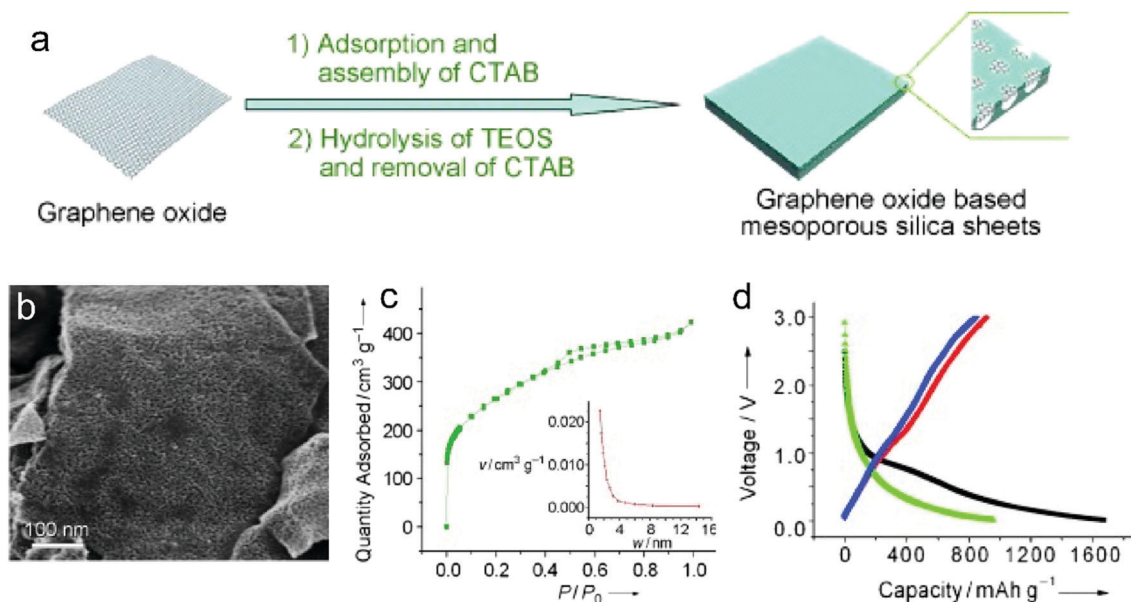 a
1) Adsorption and
assembly of CTAB
2) Hydrolysis of TEOS
and removal of CTAB
Graphene oxide
Graphene oxide based
mesoporous silica sheets
b
100 nm
c
Quantity Adsorbed / cm³ g⁻¹
400
300
200
100
0
0.0 0.2 0.4 0.6 0.8 1.0
P/P₀
v/cm³ g⁻¹
0.020
0.010
0.000
0 4 8 12 16
w/nm
d
Voltage / V
3.0
2.0
1.0
0.0
0 400 800 1200 1600
Capacity / mAh g⁻¹